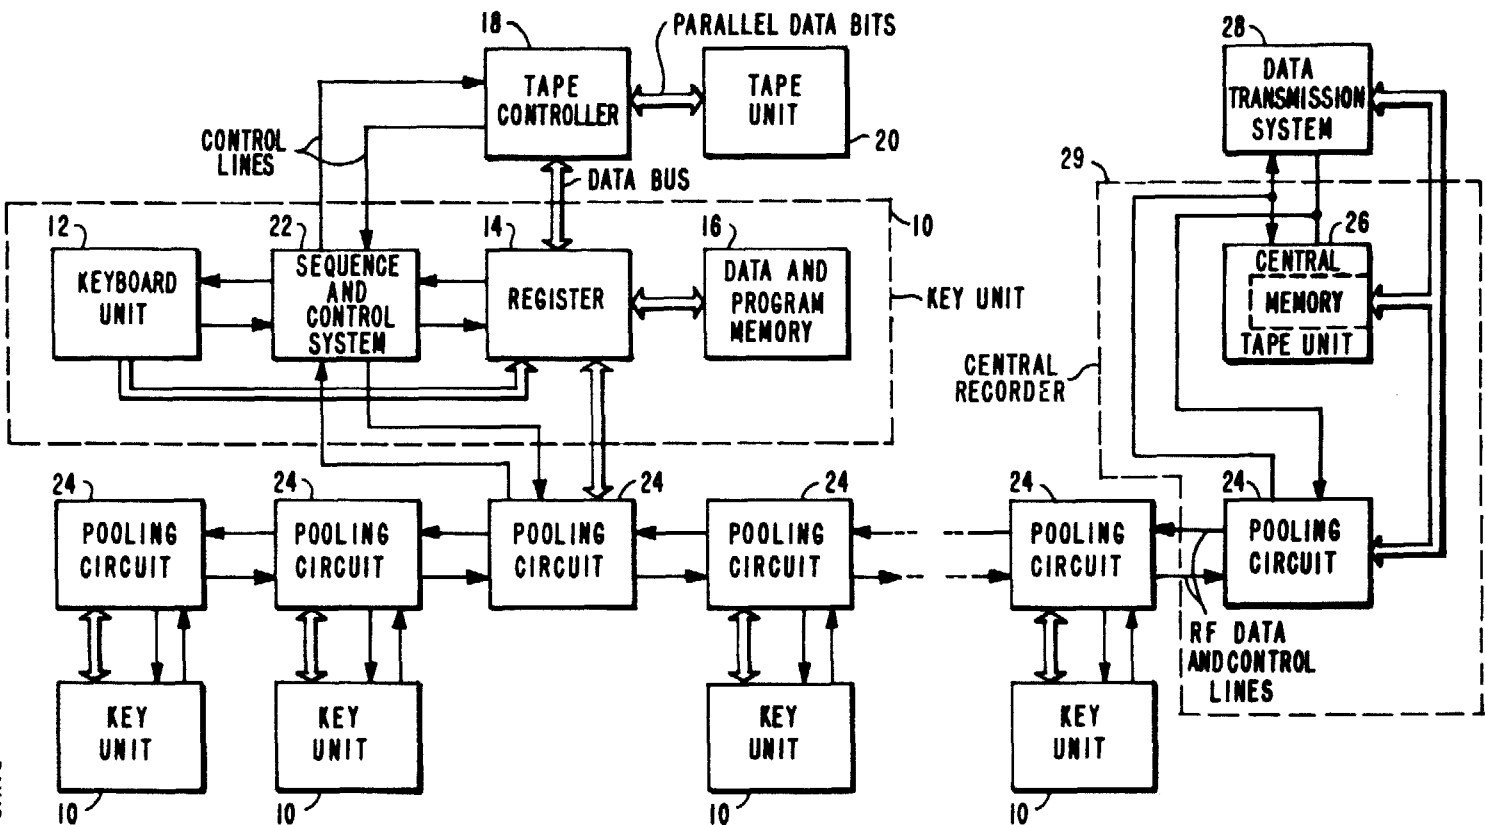 18
PARALLEL DATA BITS
28
TAPE
CONTROLLER
TAPE
UNIT
20
DATA
TRANSMISSION
SYSTEM
CONTROL
LINES
DATA BUS
29
12
22
14
16
10
26
KEYBOARD
UNIT
SEQUENCE
AND
CONTROL
SYSTEM
REGISTER
DATA AND
PROGRAM
MEMORY
KEY UNIT
CENTRAL
MEMORY
TAPE UNIT
CENTRAL
RECORDER
24
24
24
24
24
24
POOLING
CIRCUIT
POOLING
CIRCUIT
POOLING
CIRCUIT
POOLING
CIRCUIT
POOLING
CIRCUIT
POOLING
CIRCUIT
RF DATA
AND CONTROL
LINES
KEY
UNIT
KEY
UNIT
KEY
UNIT
KEY
UNIT
10
10
10
10